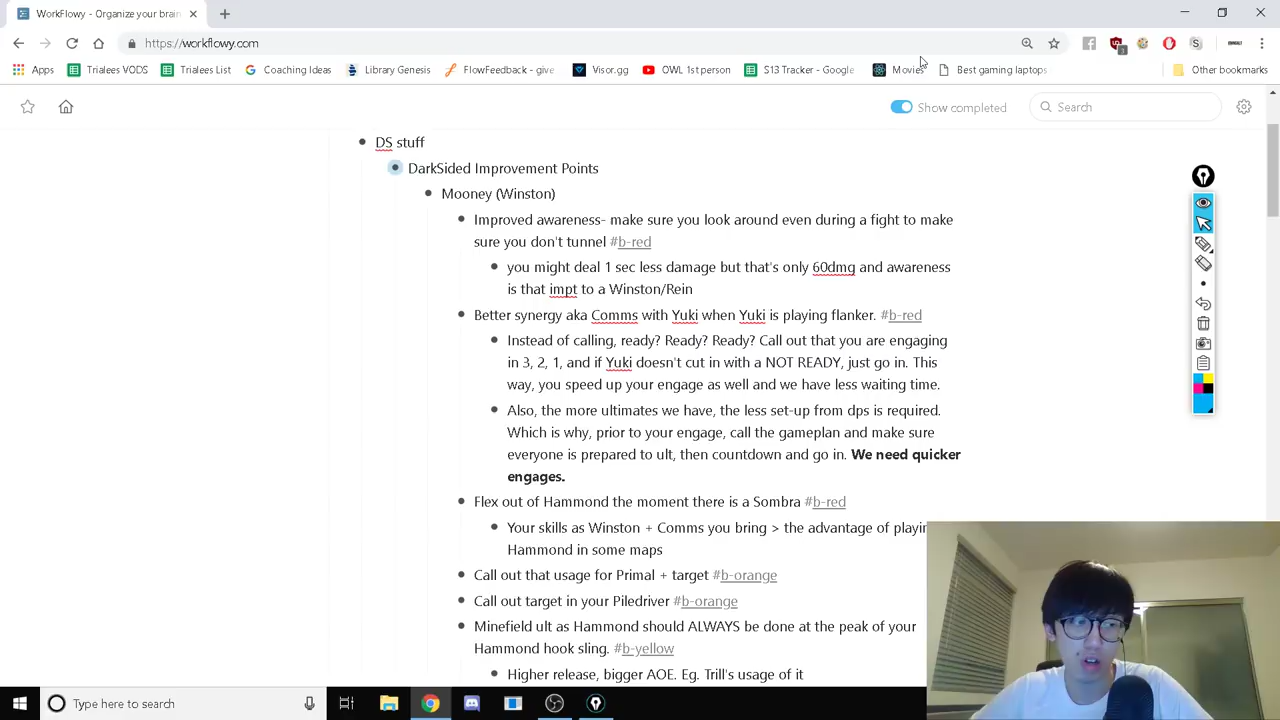 WorkFlowy - Organize your brain
https://workflowy.com
Apps
Trialees VODS
Trialees List
Coaching Ideas
Library Genesis
FlowFeedback - give
Visor.gg
OWL 1st person
S13 Tracker - Google
Movies
Best gaming laptops
Other bookmarks
Show completed
Search
DS stuff
DarkSided Improvement Points
Mooney (Winston)
Improved awareness- make sure you look around even during a fight to make
sure you don't tunnel #b-red
you might deal 1 sec less damage but that's only 60dmg and awareness
is that impt to a Winston/Rein
Better synergy aka Comms with Yuki when Yuki is playing flanker. #b-red
Instead of calling, ready? Ready? Ready? Call out that you are engaging
in 3, 2, 1, and if Yuki doesn't cut in with a NOT READY, just go in. This
way, you speed up your engage as well and we have less waiting time.
Also, the more ultimates we have, the less set-up from dps is required.
Which is why, prior to your engage, call the gameplan and make sure
everyone is prepared to ult, then countdown and go in. We need quicker
engages.
Flex out of Hammond the moment there is a Sombra #b-red
Your skills as Winston + Comms you bring > the advantage of playin
Hammond in some maps
Call out that usage for Primal + target #b-orange
Call out target in your Piledriver #b-orange
Minefield ult as Hammond should ALWAYS be done at the peak of your
Hammond hook sling. #b-yellow
Higher release, bigger AOE. Eg. Trill's usage of it
Type here to search